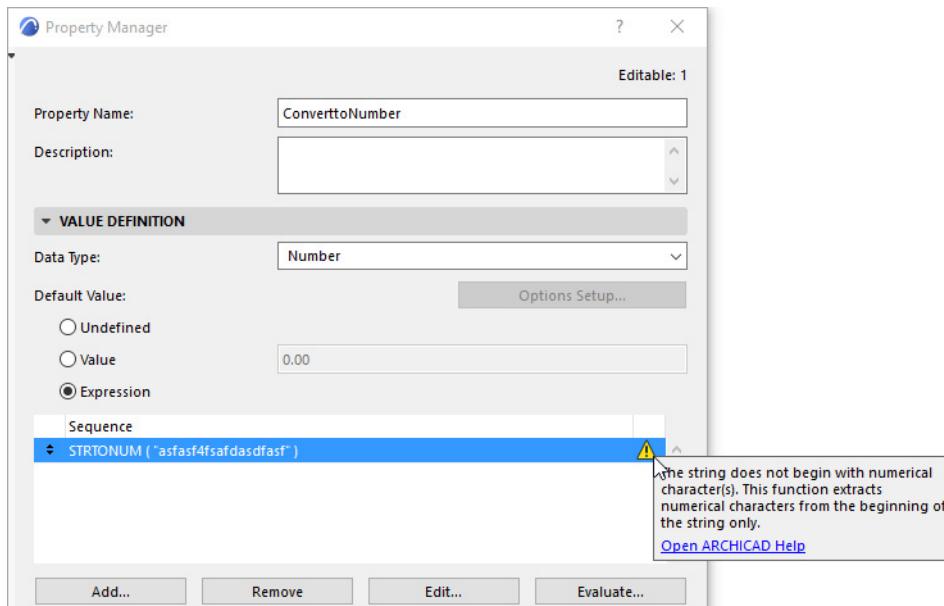 Property Manager
?
Editable: 1
Property Name:
ConverttoNumber
Description:
VALUE DEFINITION
Data Type:
Number
Default Value:
Options Setup...
Undefined
Value
0.00
Expression
Sequence
STRTONUM ( "asfasf4fsafdasdfasf" )
The string does not begin with numerical
character(s). This function extracts
numerical characters from the beginning of
the string only.
Open ARCHICAD Help
Add...
Remove
Edit...
Evaluate...